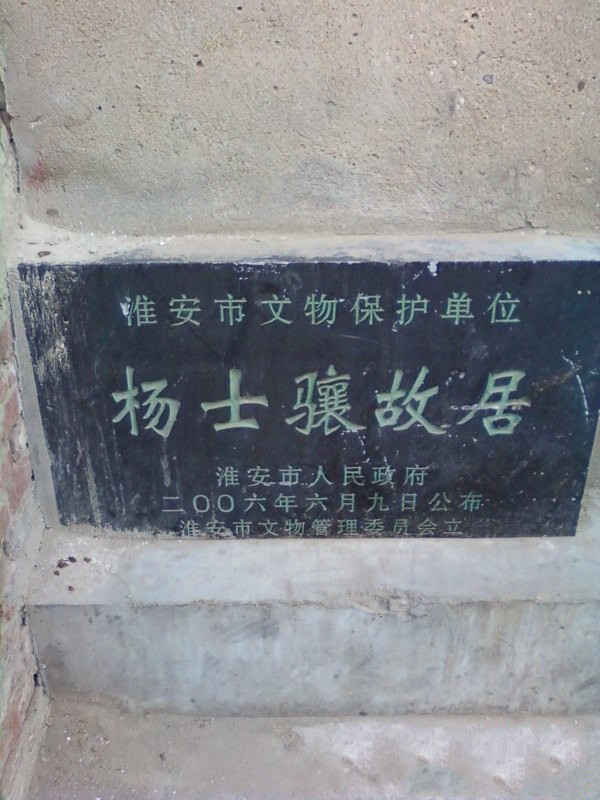 淮安市文物保护单位
杨士骧故居
淮安市人民政府
二〇〇六年六月九日公布
淮安市文物管理委员会立